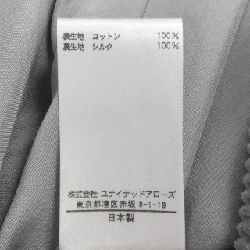 表生地 コットン 100%
裏生地 シルク 100%
株式会社 ユナイテッドアローズ
東京都港区赤坂 8-1-19
日本製